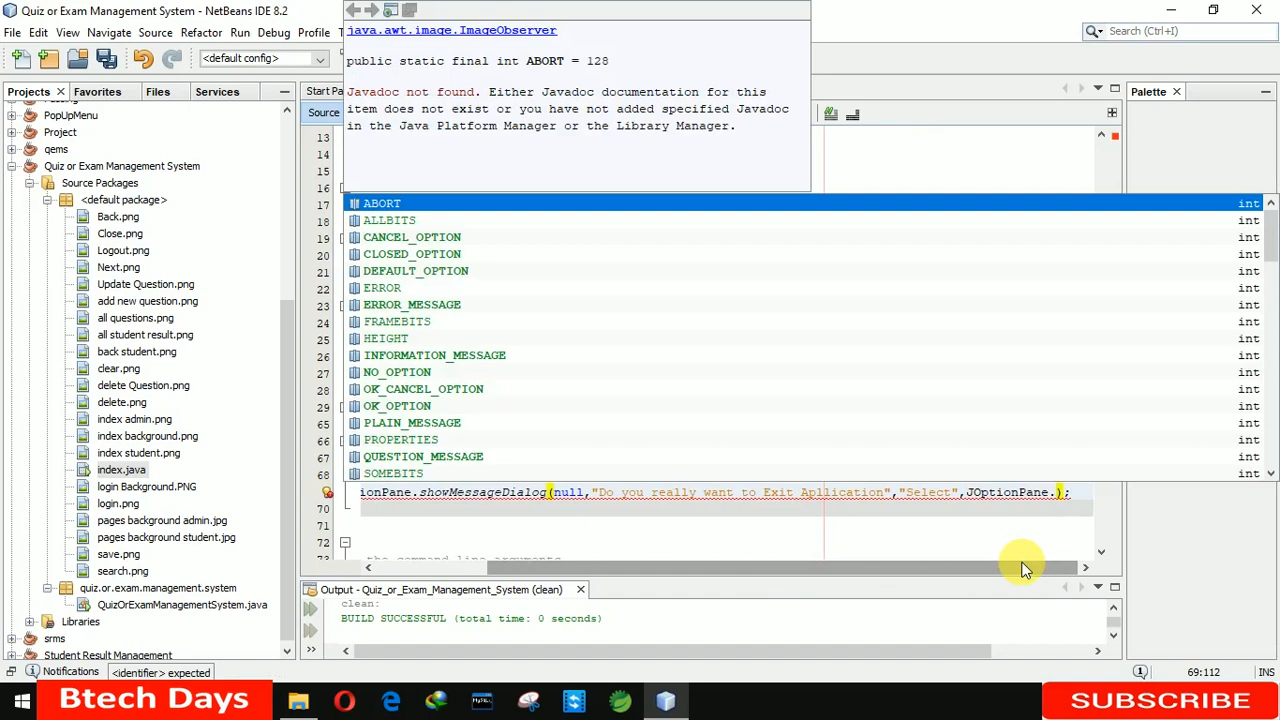 Quiz or Exam Management System - NetBeans IDE 8.2
File Edit View Navigate Source Refactor Run Debug Profile
Search (Ctrl+I)
<default config>
Projects Favorites Files Services
PopUpMenu
Project
qems
Quiz or Exam Management System
Source Packages
<default package>
Back.png
Close.png
Logout.png
Next.png
Update Question.png
add new question.png
all questions.png
all student result.png
back student.png
clear.png
delete Question.png
delete.png
index admin.png
index background.png
index student.png
index.java
login Background.PNG
login.png
pages background admin.jpg
pages background student.jpg
save.png
search.png
quiz.or.exam.management.system
QuizOrExamManagementSystem.java
Libraries
srms
Student Result Management
Start Pa
Source
java.awt.image.ImageObserver
public static final int ABORT = 128
Javadoc not found. Either Javadoc documentation for this
item does not exist or you have not added specified Javadoc
in the Java Platform Manager or the Library Manager.
13
14
15
16
17
18
19
20
21
22
23
24
25
26
27
28
29
66
67
68
70
71
72
73
ABORT int
ALLBITS int
CANCEL_OPTION int
CLOSED_OPTION int
DEFAULT_OPTION int
ERROR int
ERROR_MESSAGE int
FRAMEBITS int
HEIGHT int
INFORMATION_MESSAGE int
NO_OPTION int
OK_CANCEL_OPTION int
OK_OPTION int
PLAIN_MESSAGE int
PROPERTIES int
QUESTION_MESSAGE int
SOMEBITS int
ionPane.showMessageDialog(null,"Do you really want to Exit Apllication","Select",JOptionPane.);
the command line arguments
Palette
Output - Quiz_or_Exam_Management_System (clean)
clean:
BUILD SUCCESSFUL (total time: 0 seconds)
Notifications <identifier> expected
69:112 INS
Btech Days
SUBSCRIBE